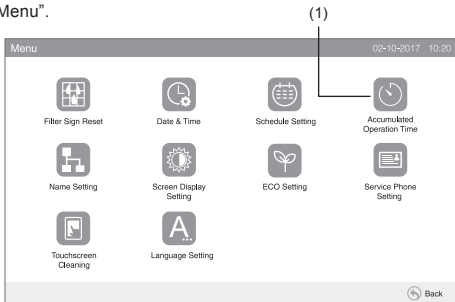 Menu".
(1)
Menu 02-10-2017 10:20
Filter Sign Reset
Date & Time
Schedule Setting
Accumulated
Operation Time
Name Setting
Screen Display
Setting
ECO Setting
Service Phone
Setting
Touchscreen
Cleaning
A...
Language Setting
Back